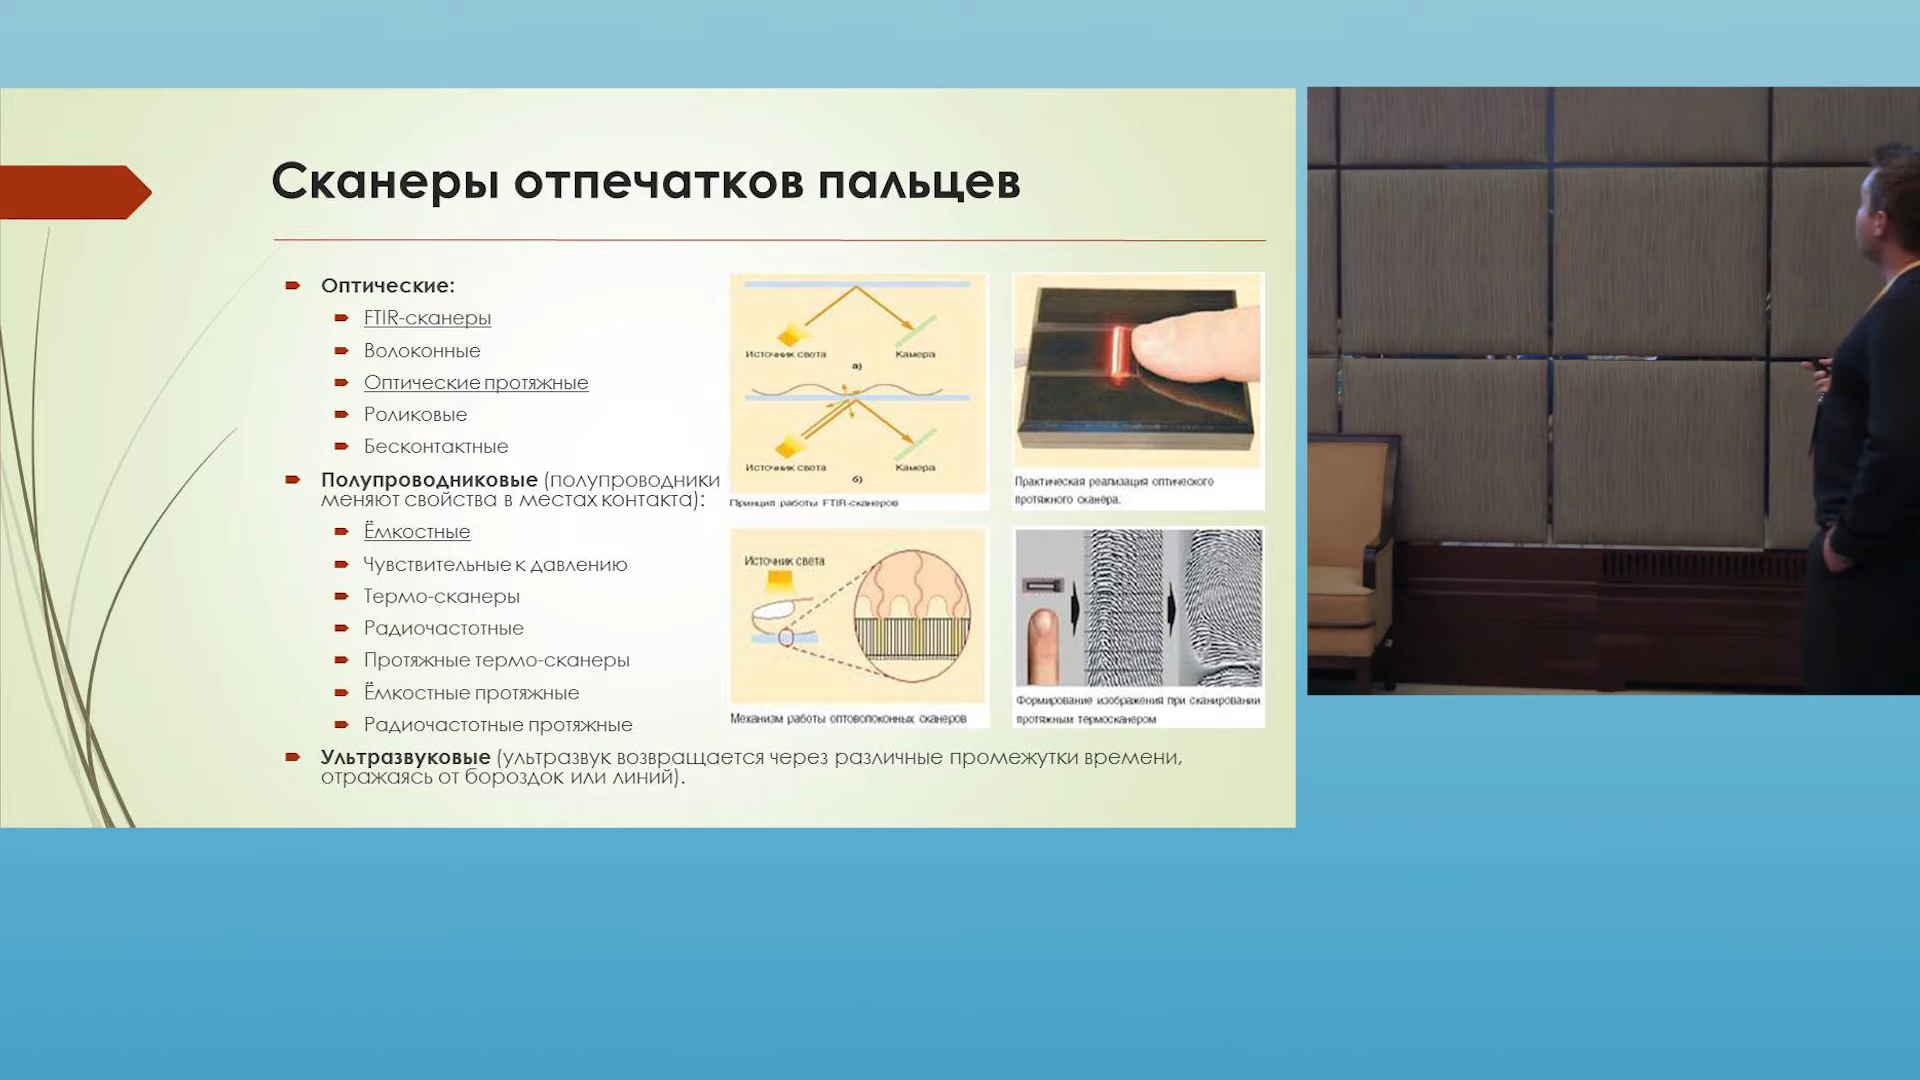 Сканеры отпечатков пальцев
Оптические:
FTIR-сканеры
Волоконные
Оптические протяжные
Роликовые
Бесконтактные
Полупроводниковые (полупроводники
меняют свойства в местах контакта):
Ёмкостные
Чувствительные к давлению
Термо-сканеры
Радиочастотные
Протяжные термо-сканеры
Ёмкостные протяжные
Радиочастотные протяжные
Ультразвуковые (ультразвук возвращается через различные промежутки времени,
отражаясь от бороздок или линий).
Источник света
Камера
а)
Источник света
Камера
б)
Принцип работы FTIR-сканеров
Практическая реализация оптического
протяжного сканера.
Источник света
Механизм работы оптоволоконных сканеров
Формирование изображения при сканировании
протяжным термосканером